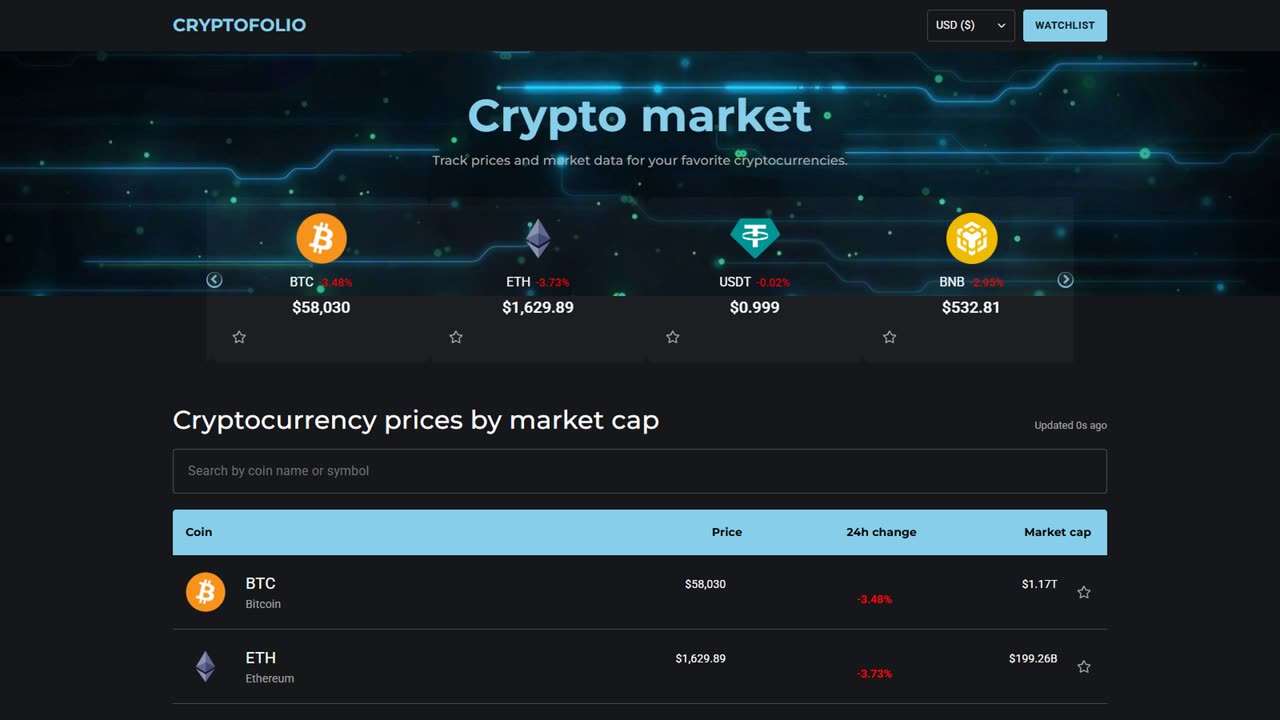 CRYPTOFOLIO
USD ($)
WATCHLIST
Crypto market
Track prices and market data for your favorite cryptocurrencies.
BTC -3.48%
$58,030
ETH -3.73%
$1,629.89
USDT -0.02%
$0.999
BNB -2.95%
$532.81
Cryptocurrency prices by market cap
Updated 0s ago
Search by coin name or symbol
Coin Price 24h change Market cap
BTC
Bitcoin
$58,030
-3.48%
$1.17T
ETH
Ethereum
$1,629.89
-3.73%
$199.26B